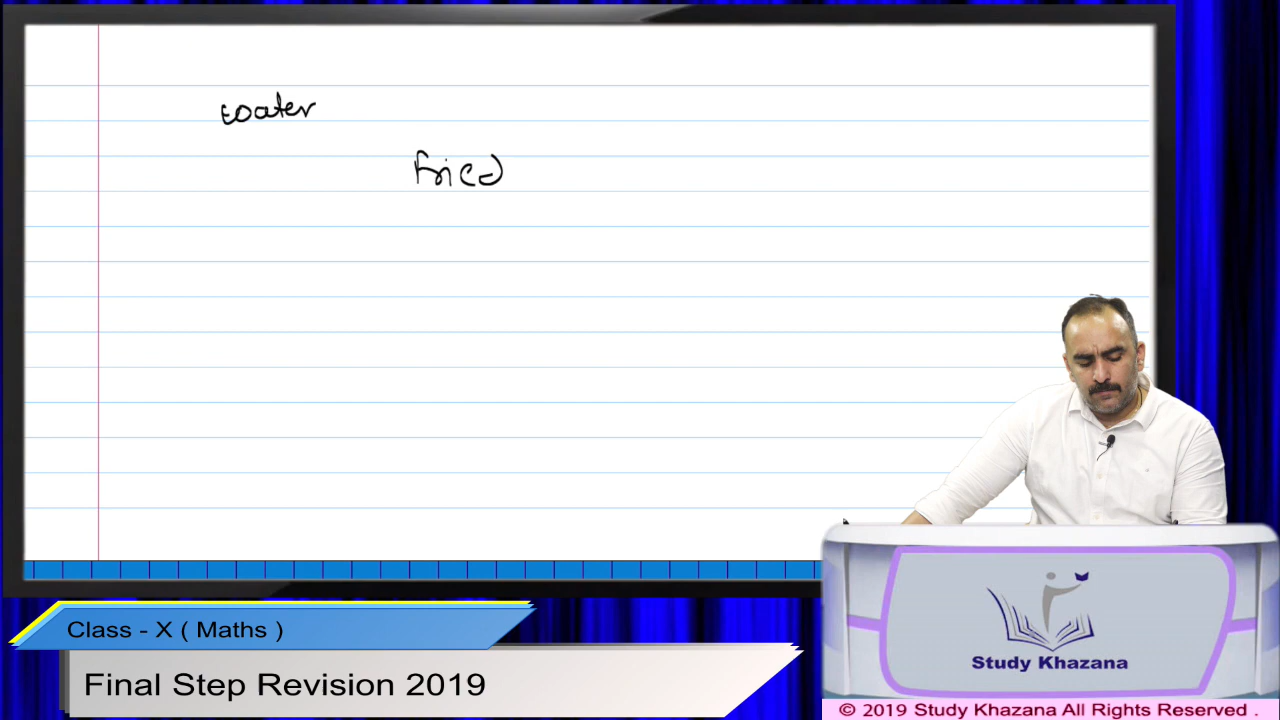 water
fried
Class - X ( Maths )
Final Step Revision 2019
Study Khazana
© 2019 Study Khazana All Rights Reserved .